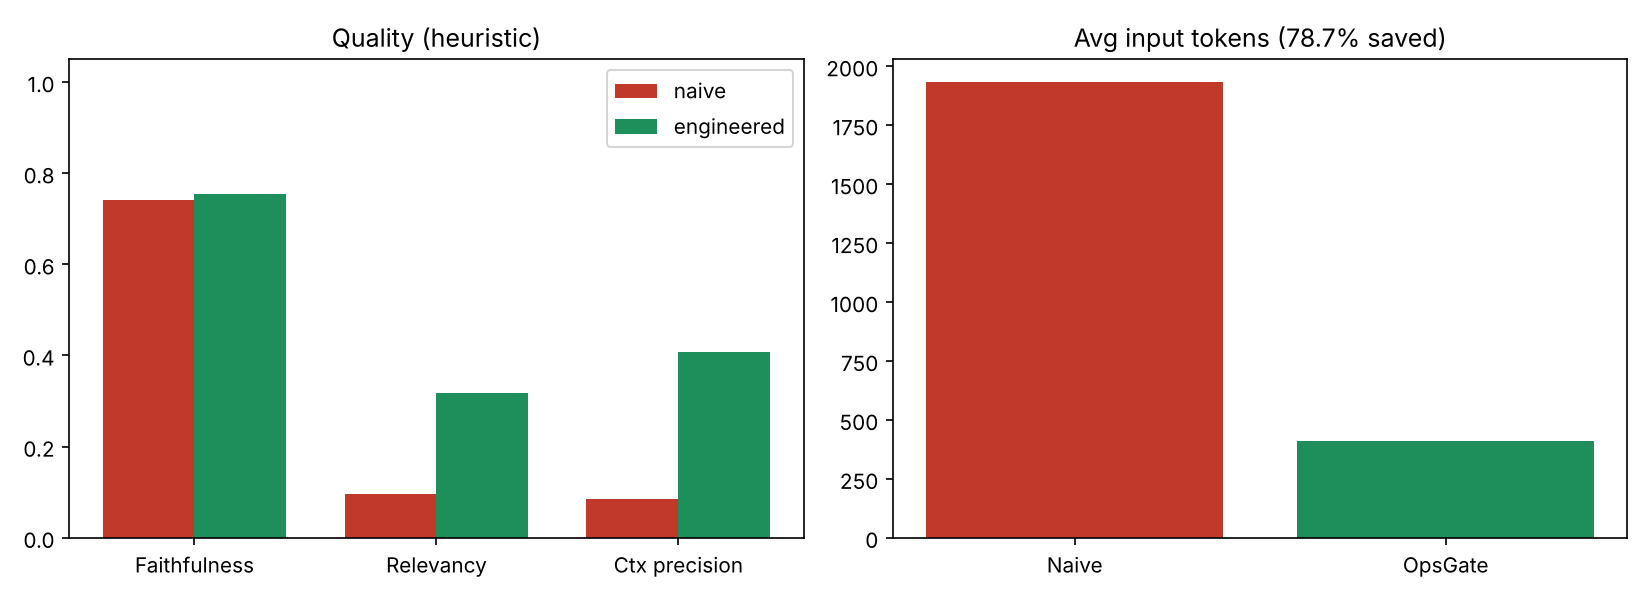 Quality (heuristic)
1.0
0.8
0.6
0.4
0.2
0.0
naive
engineered
Faithfulness
Relevancy
Ctx precision
Avg input tokens (78.7% saved)
2000
1750
1500
1250
1000
750
500
250
0
Naive
OpsGate